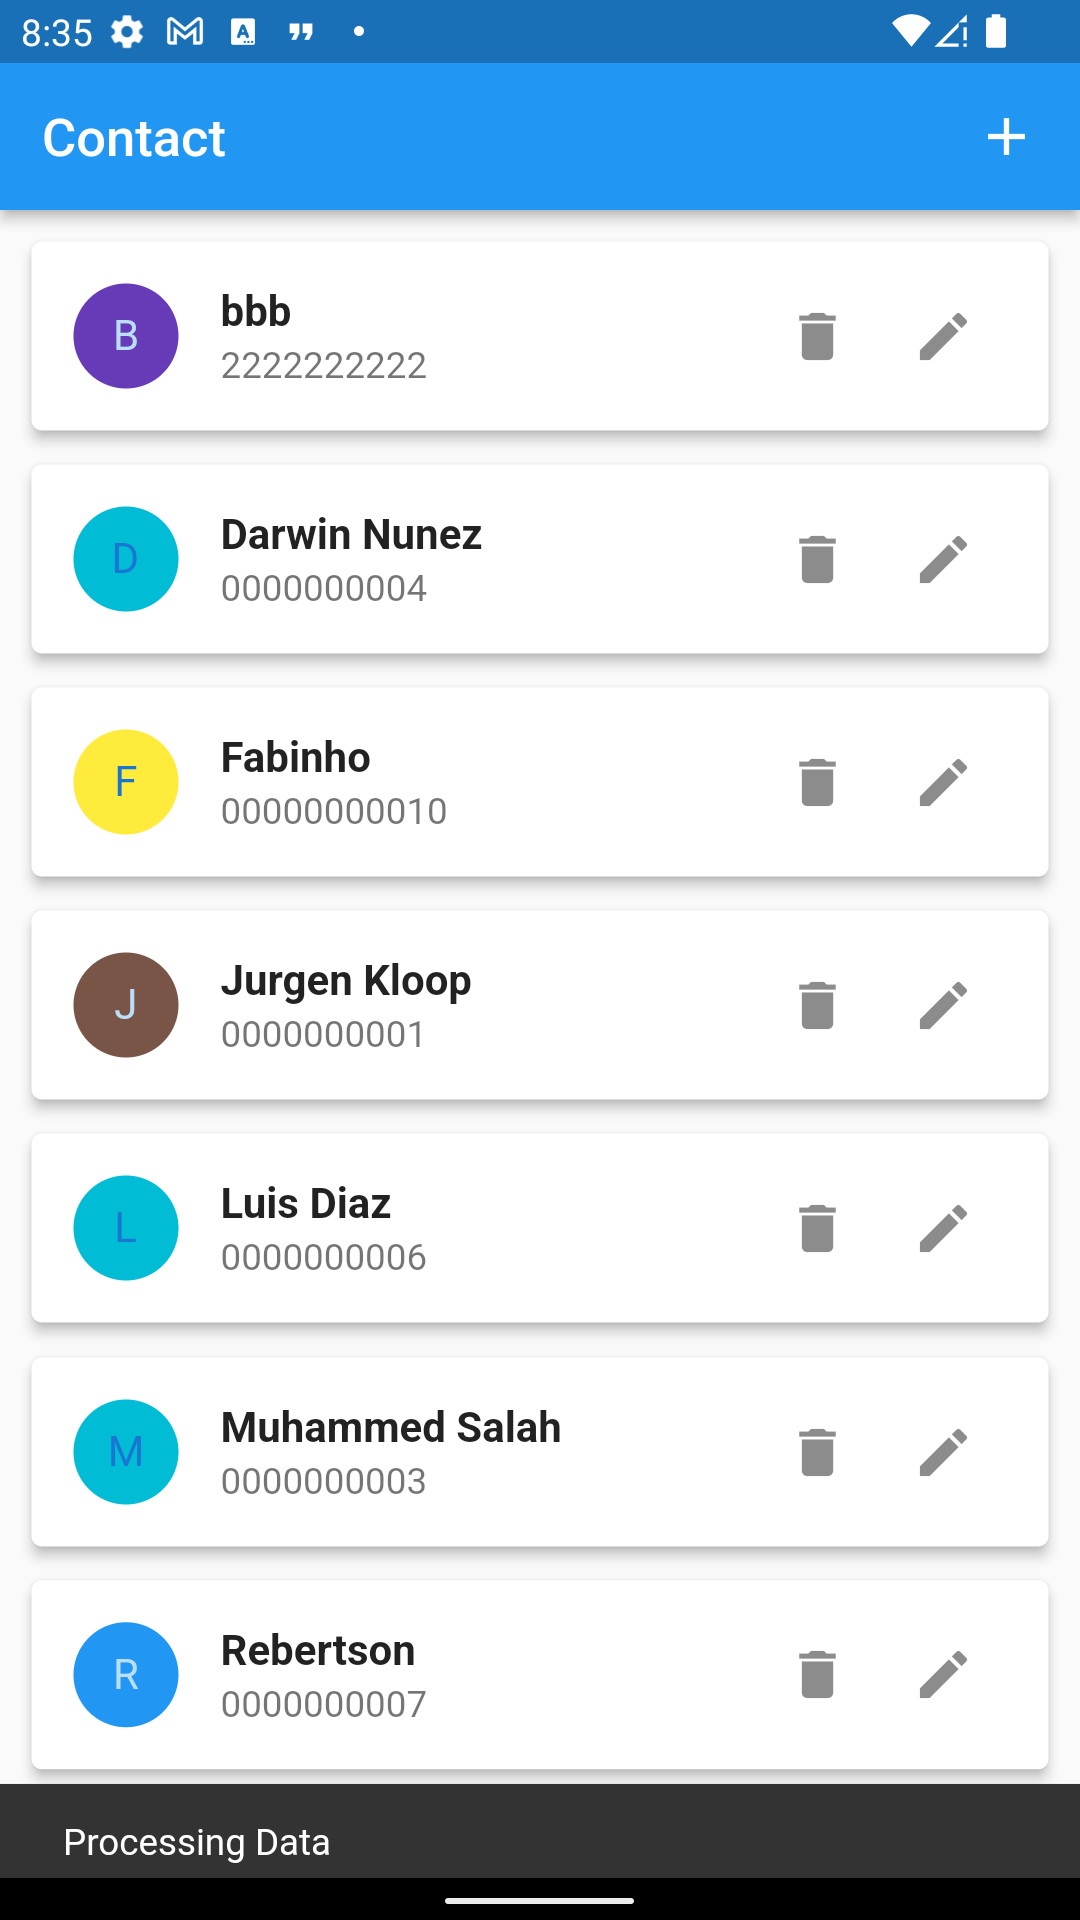 8:35
Contact
B
bbb
2222222222
D
Darwin Nunez
0000000004
F
Fabinho
00000000010
J
Jurgen Kloop
0000000001
L
Luis Diaz
0000000006
M
Muhammed Salah
0000000003
R
Rebertson
0000000007
Processing Data